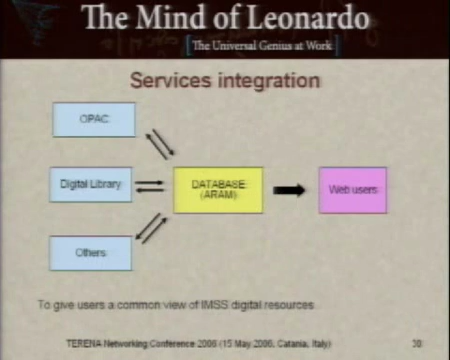 The Mind of Leonardo
[The Universal Genius at Work]
Services integration
OPAC
Digital Library
DATABASE
(ARAM)
Web users
Others
To give users a common view of IMSS digital resources
TERENA Networking Conference 2006 (15 May 2006, Catania, Italy)
30